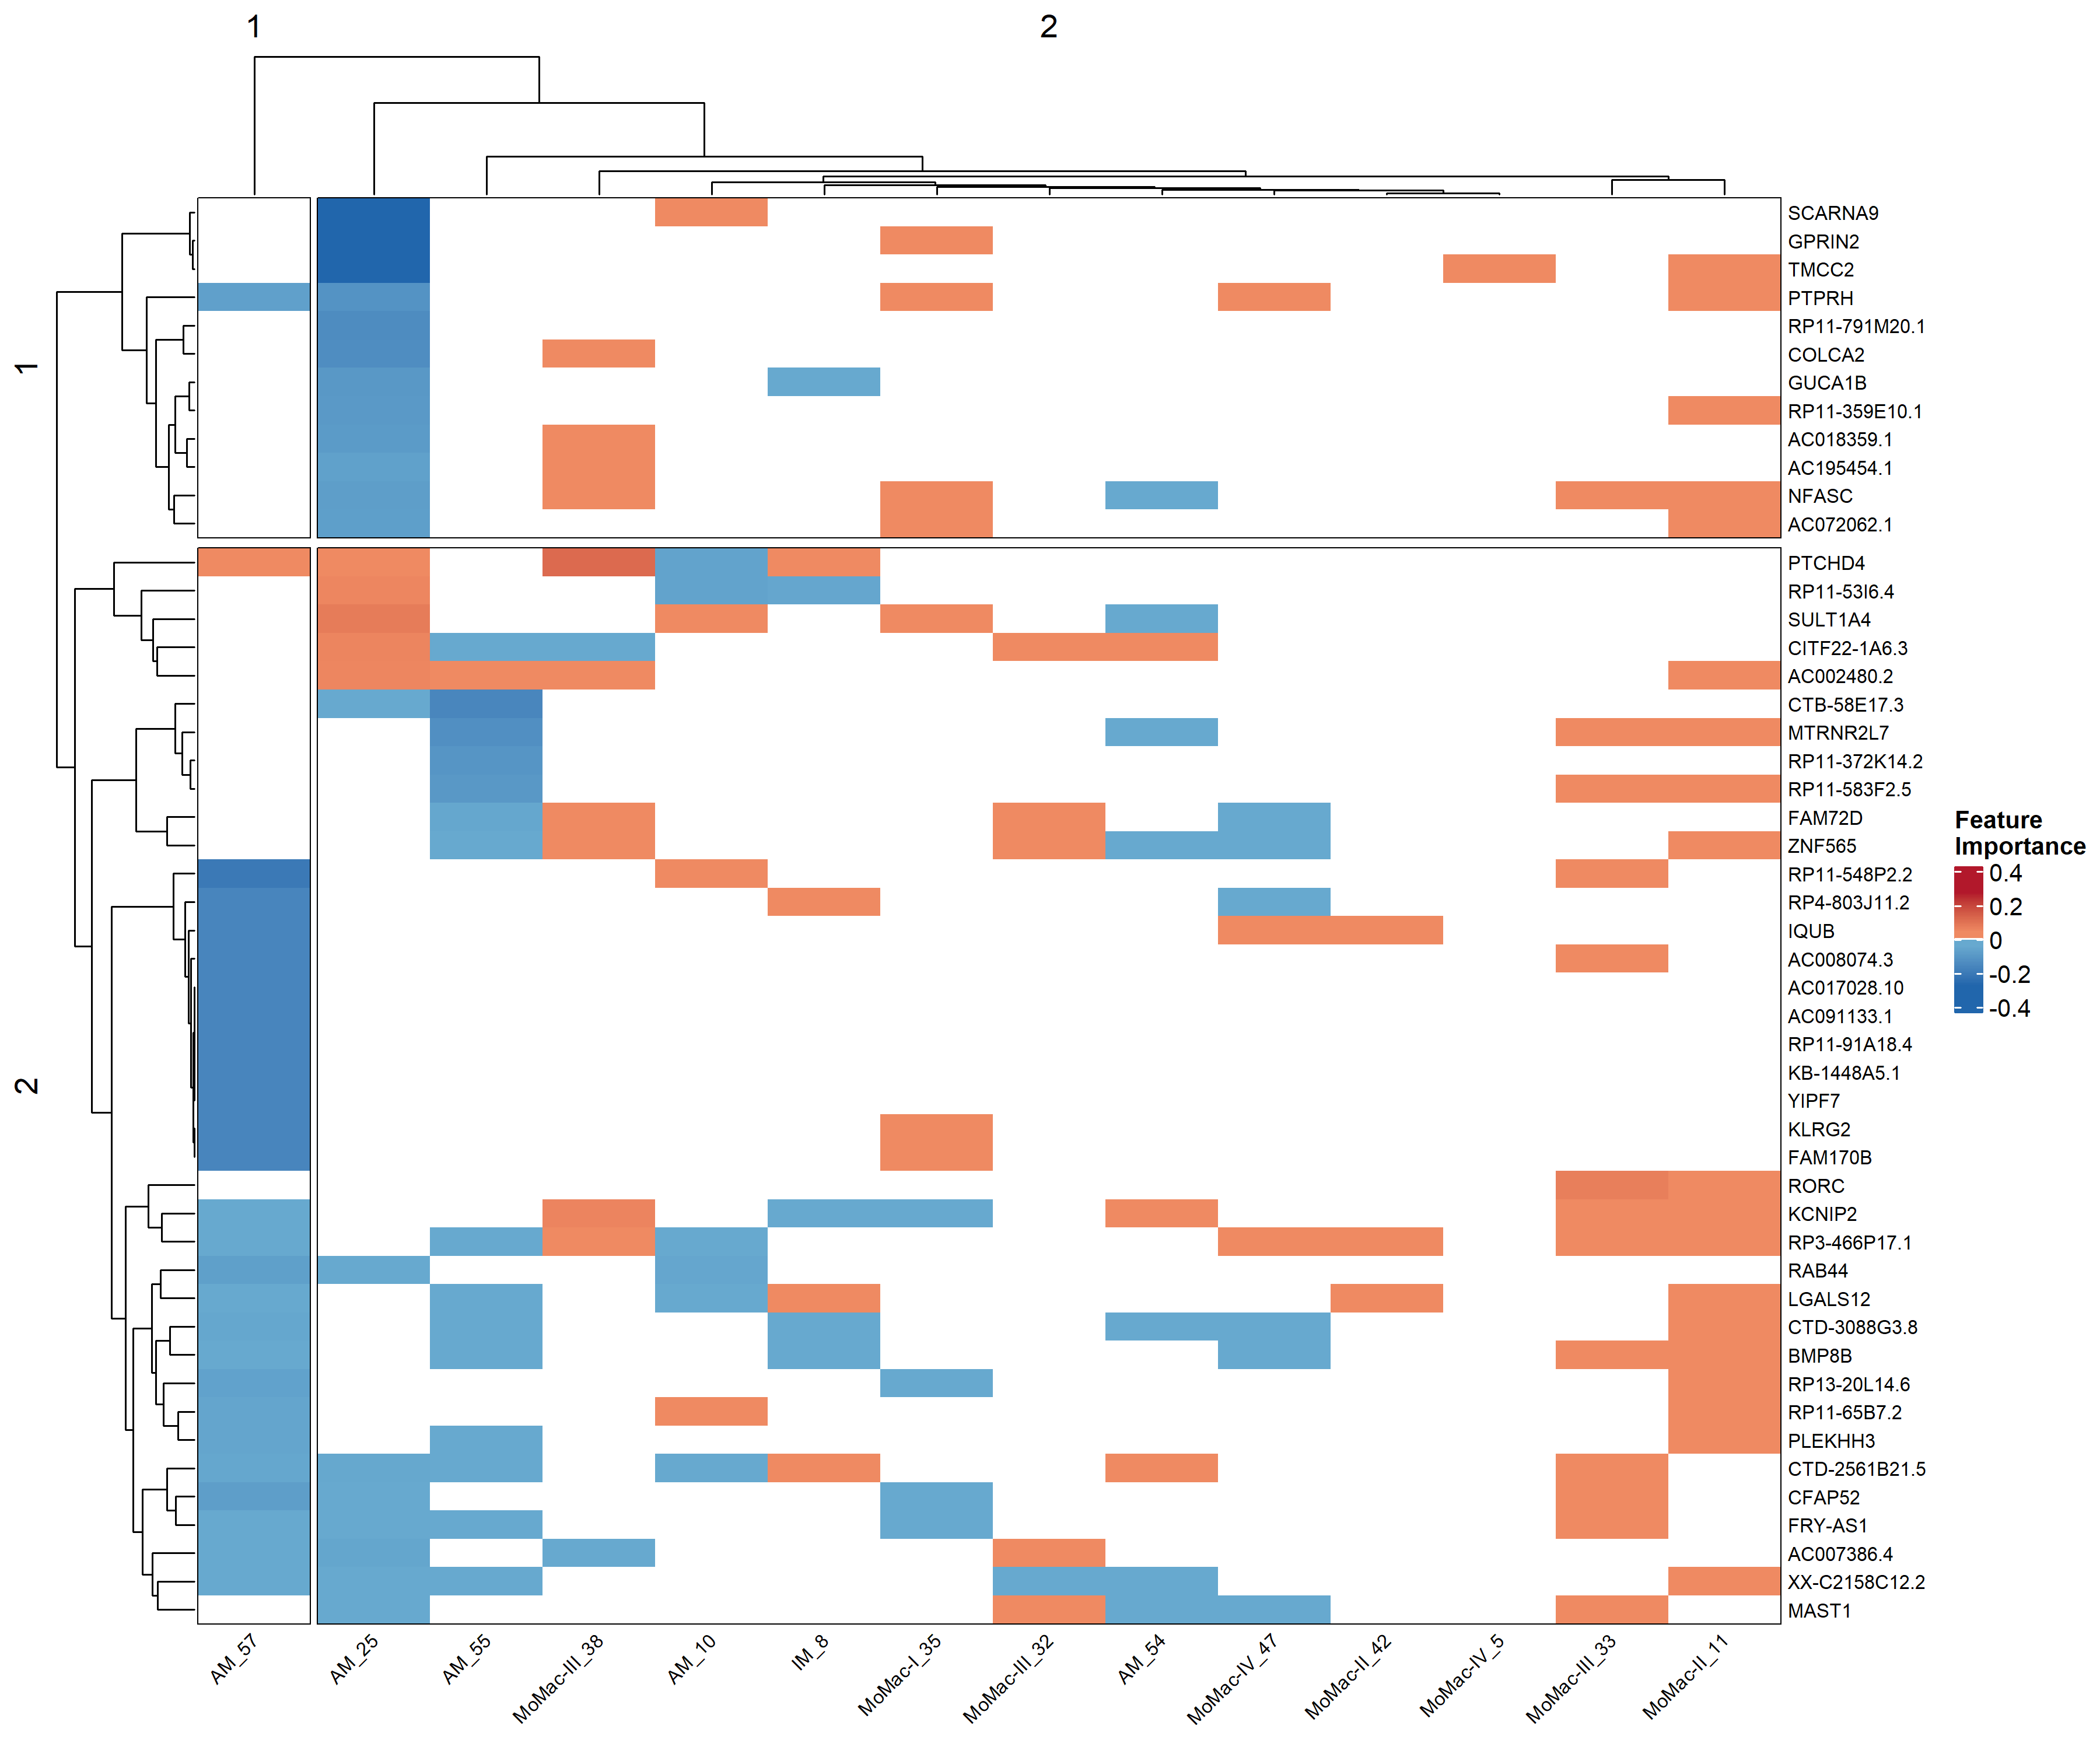 1
2
1
2
SCARNA9
GPRIN2
TMCC2
PTPRH
RP11-791M20.1
COLCA2
GUCA1B
RP11-359E10.1
AC018359.1
AC195454.1
NFASC
AC072062.1
PTCHD4
RP11-53I6.4
SULT1A4
CITF22-1A6.3
AC002480.2
CTB-58E17.3
MTRNR2L7
RP11-372K14.2
RP11-583F2.5
FAM72D
ZNF565
RP11-548P2.2
RP4-803J11.2
IQUB
AC008074.3
AC017028.10
AC091133.1
RP11-91A18.4
KB-1448A5.1
YIPF7
KLRG2
FAM170B
RORC
KCNIP2
RP3-466P17.1
RAB44
LGALS12
CTD-3088G3.8
BMP8B
RP13-20L14.6
RP11-65B7.2
PLEKHH3
CTD-2561B21.5
CFAP52
FRY-AS1
AC007386.4
XX-C2158C12.2
MAST1
Feature
Importance
0.4
0.2
0
-0.2
-0.4
AM_57
AM_25
AM_55
MoMac-III_38
AM_10
IM_8
MoMac-I_35
MoMac-III_32
AM_54
MoMac-IV_47
MoMac-II_42
MoMac-IV_5
MoMac-III_33
MoMac-II_11